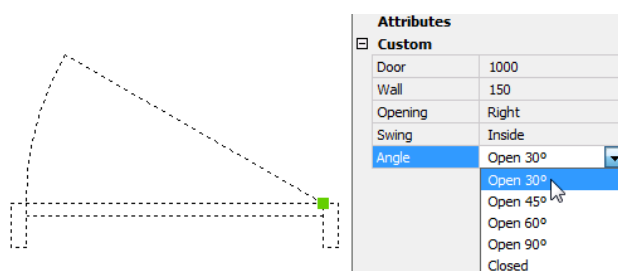 Attributes
Custom
Door 1000
Wall 150
Opening Right
Swing Inside
Angle Open 30º
Open 30º
Open 45º
Open 60º
Open 90º
Closed